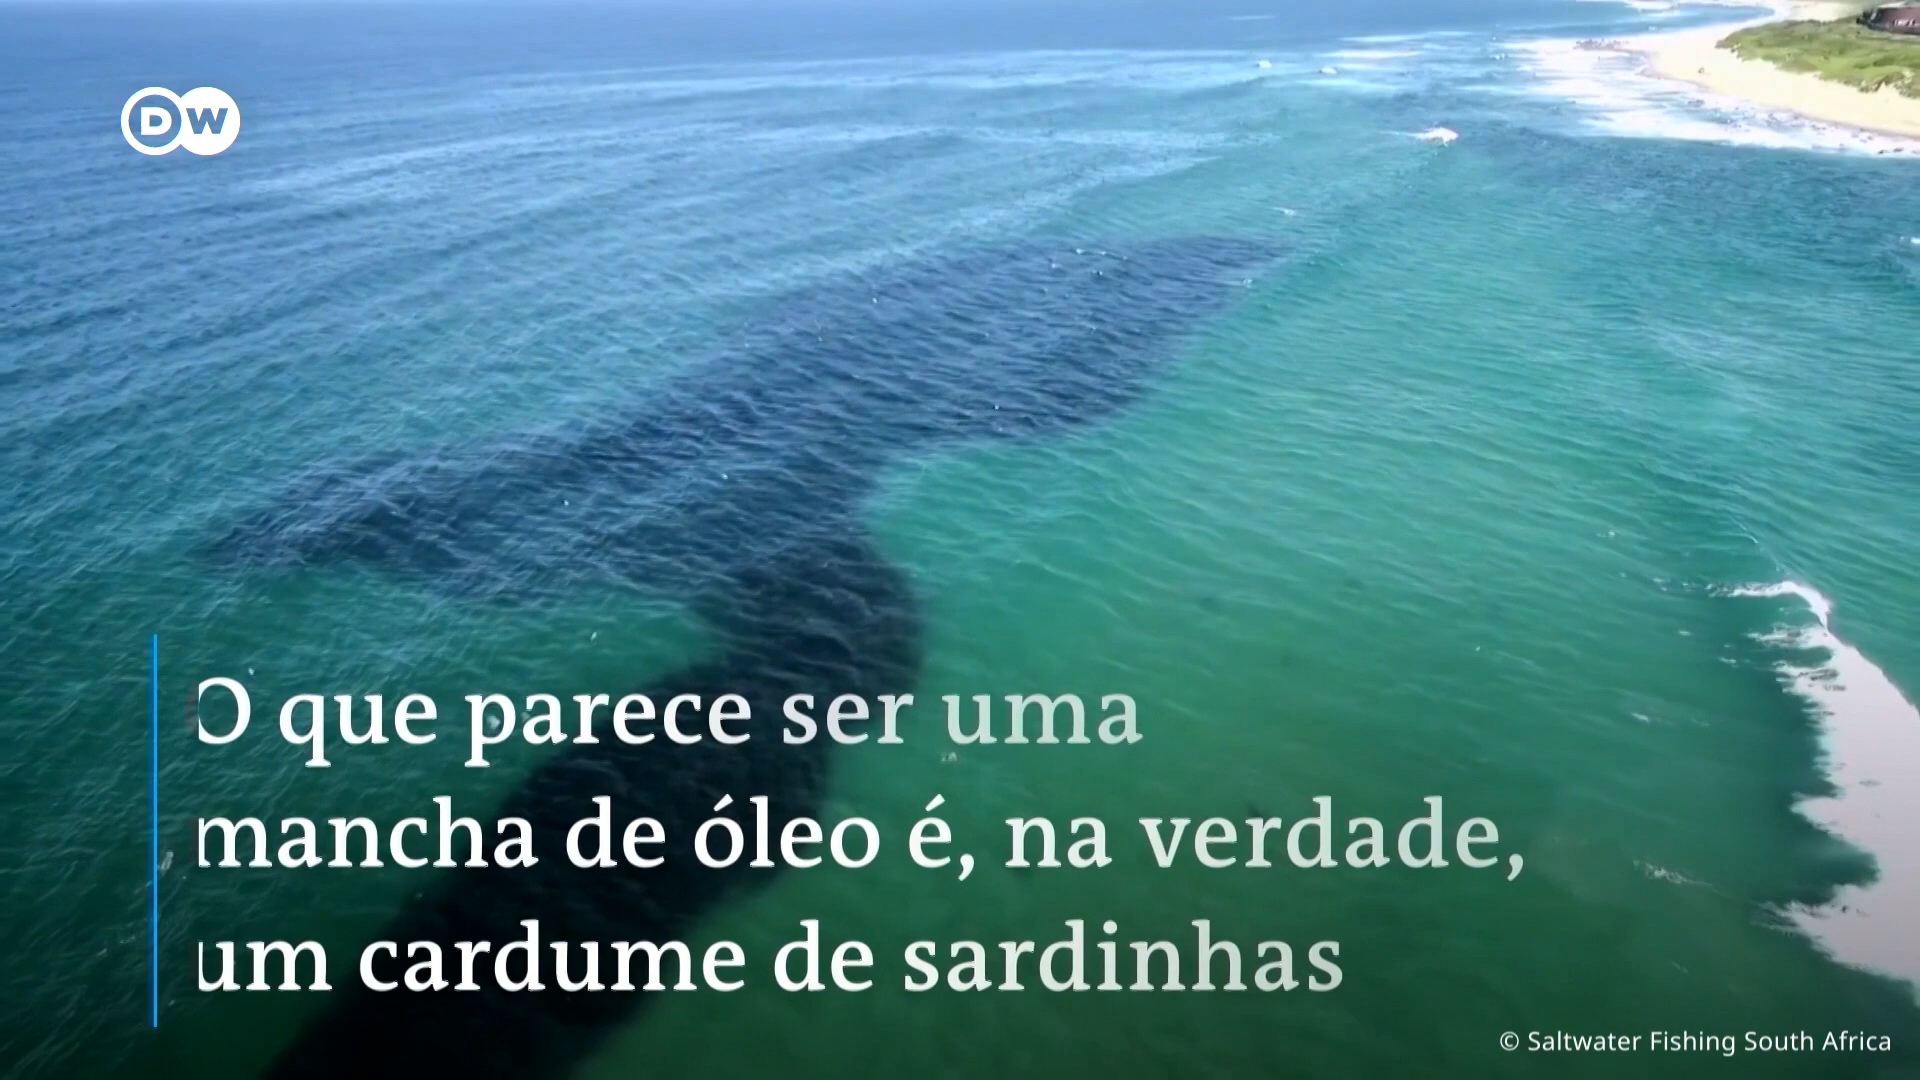 DW
O que parece ser uma
mancha de óleo é, na verdade,
um cardume de sardinhas
© Saltwater Fishing South Africa